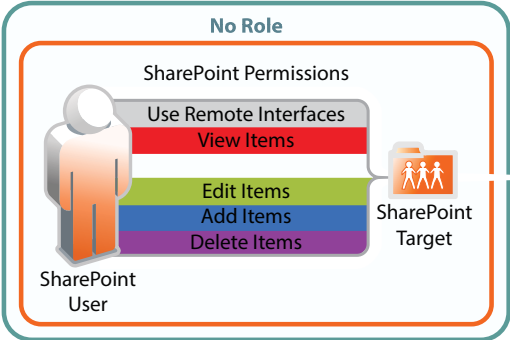 No Role
SharePoint Permissions
Use Remote Interfaces
View Items
Edit Items
Add Items
Delete Items
SharePoint
Target
SharePoint
User